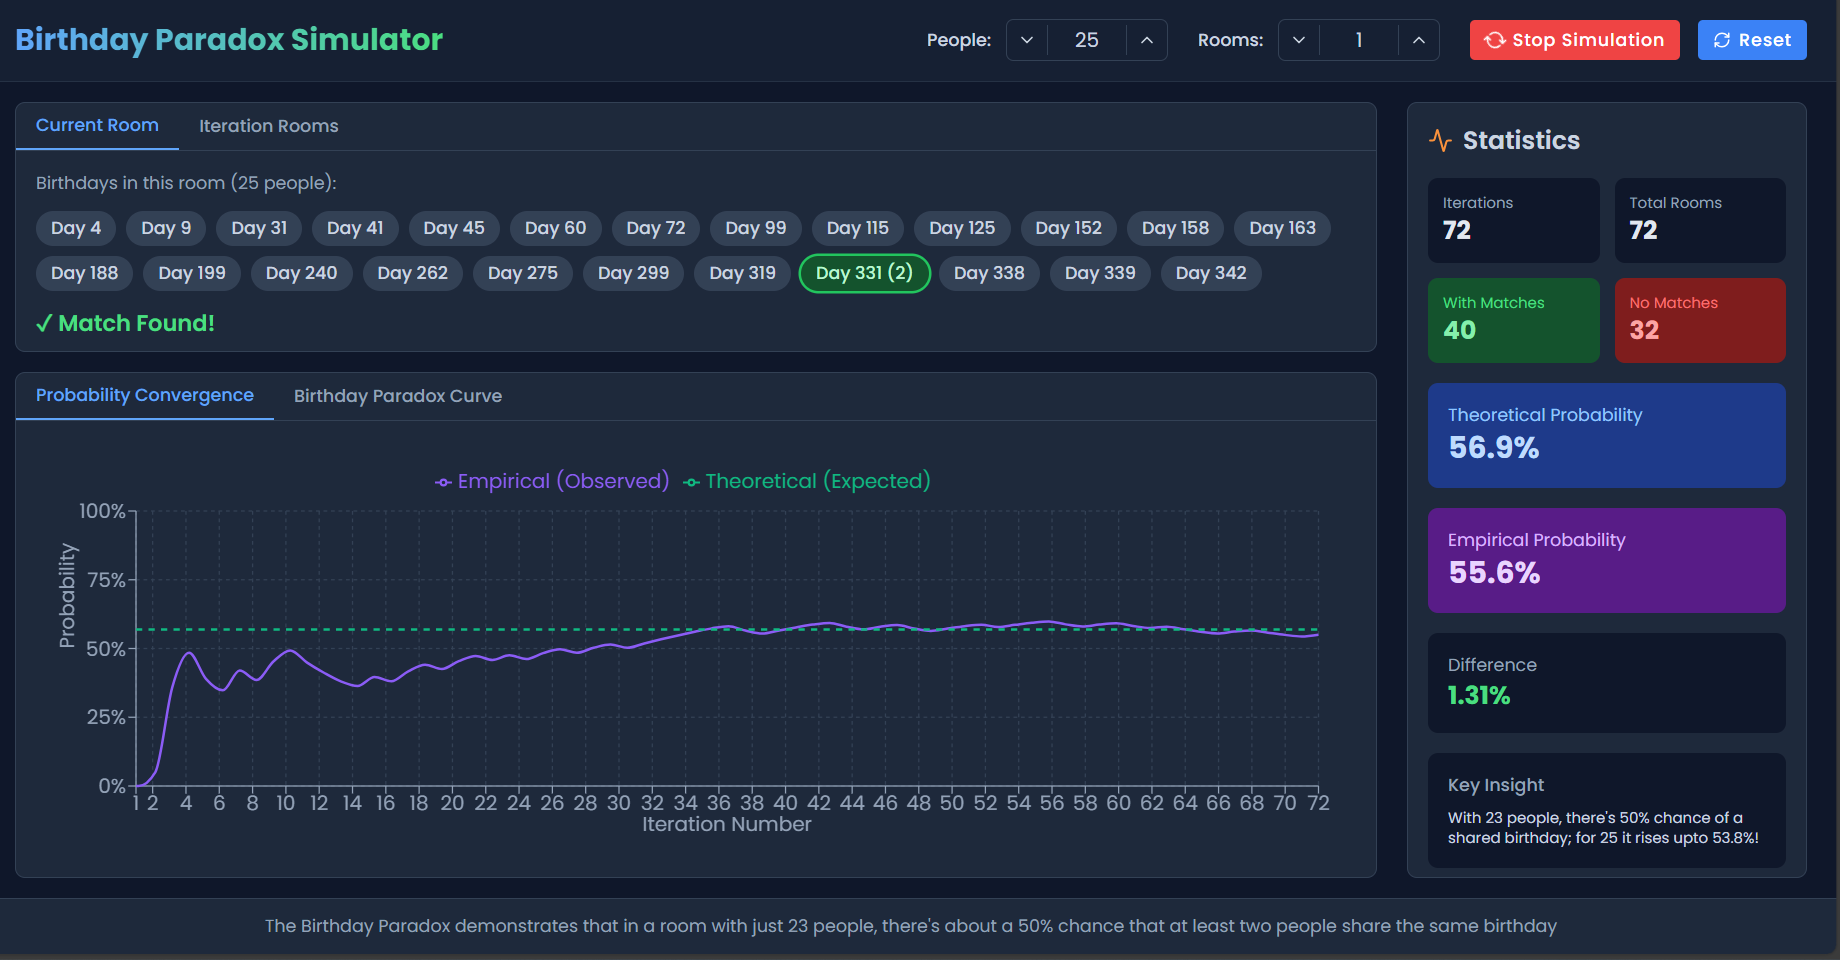 Birthday Paradox Simulator
People: 25
Rooms: 1
Stop Simulation
Reset
Current Room
Iteration Rooms
Birthdays in this room (25 people):
Day 4 Day 9 Day 31 Day 41 Day 45 Day 60 Day 72 Day 99 Day 115 Day 125 Day 152 Day 158 Day 163
Day 188 Day 199 Day 240 Day 262 Day 275 Day 299 Day 319 Day 331 (2) Day 338 Day 339 Day 342
✓ Match Found!
Probability Convergence
Birthday Paradox Curve
Empirical (Observed) Theoretical (Expected)
100%
75%
50%
25%
0%
Probability
1 2 4 6 8 10 12 14 16 18 20 22 24 26 28 30 32 34 36 38 40 42 44 46 48 50 52 54 56 58 60 62 64 66 68 70 72
Iteration Number
Statistics
Iterations
72
Total Rooms
72
With Matches
40
No Matches
32
Theoretical Probability
56.9%
Empirical Probability
55.6%
Difference
1.31%
Key Insight
With 23 people, there's 50% chance of a
shared birthday; for 25 it rises upto 53.8%!
The Birthday Paradox demonstrates that in a room with just 23 people, there's about a 50% chance that at least two people share the same birthday